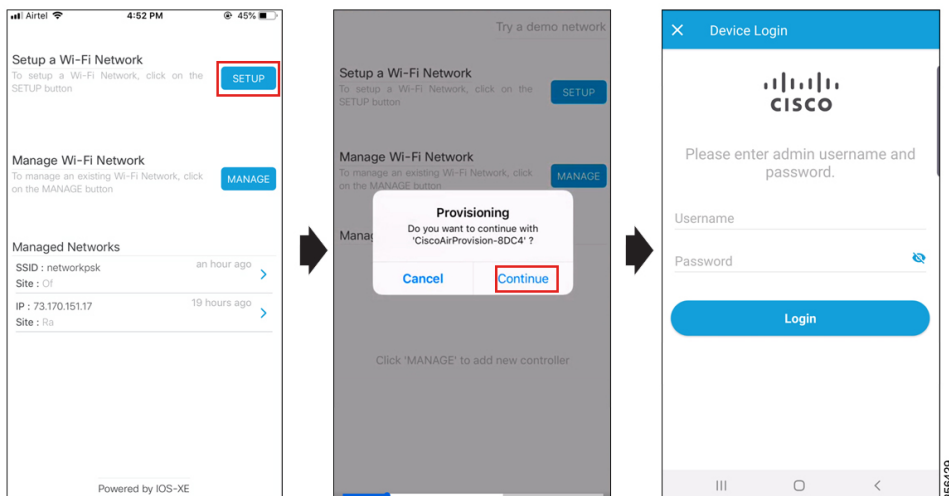 Airtel 4:52 PM 45%
Setup a Wi-Fi Network
To setup a Wi-Fi Network, click on the
SETUP button
SETUP
Manage Wi-Fi Network
To manage an existing Wi-Fi Network, click
on the MANAGE button
MANAGE
Managed Networks
SSID : networkpsk an hour ago
Site : Of
IP : 73.170.151.17 19 hours ago
Site : Ra
Powered by IOS-XE
Try a demo network
Setup a Wi-Fi Network
To setup a Wi-Fi Network, click on the
SETUP button
SETUP
Manage Wi-Fi Network
To manage an existing Wi-Fi Network, click
on the MANAGE button
MANAGE
Provisioning
Do you want to continue with
'CiscoAirProvision-8DC4' ?
Cancel Continue
Click 'MANAGE' to add new controller
Device Login
CISCO
Please enter admin username and
password.
Username
Password
Login